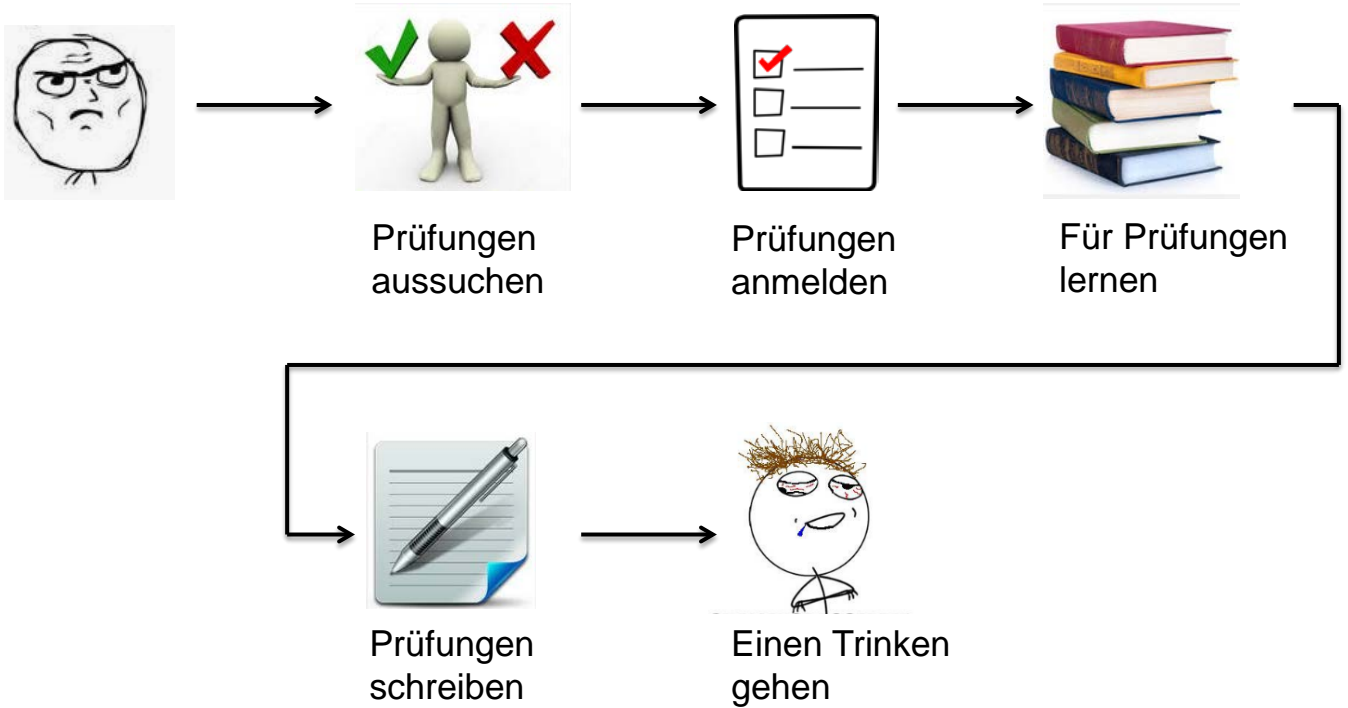 Prüfungen
aussuchen
Prüfungen
anmelden
Für Prüfungen
lernen
Prüfungen
schreiben
Einen Trinken
gehen